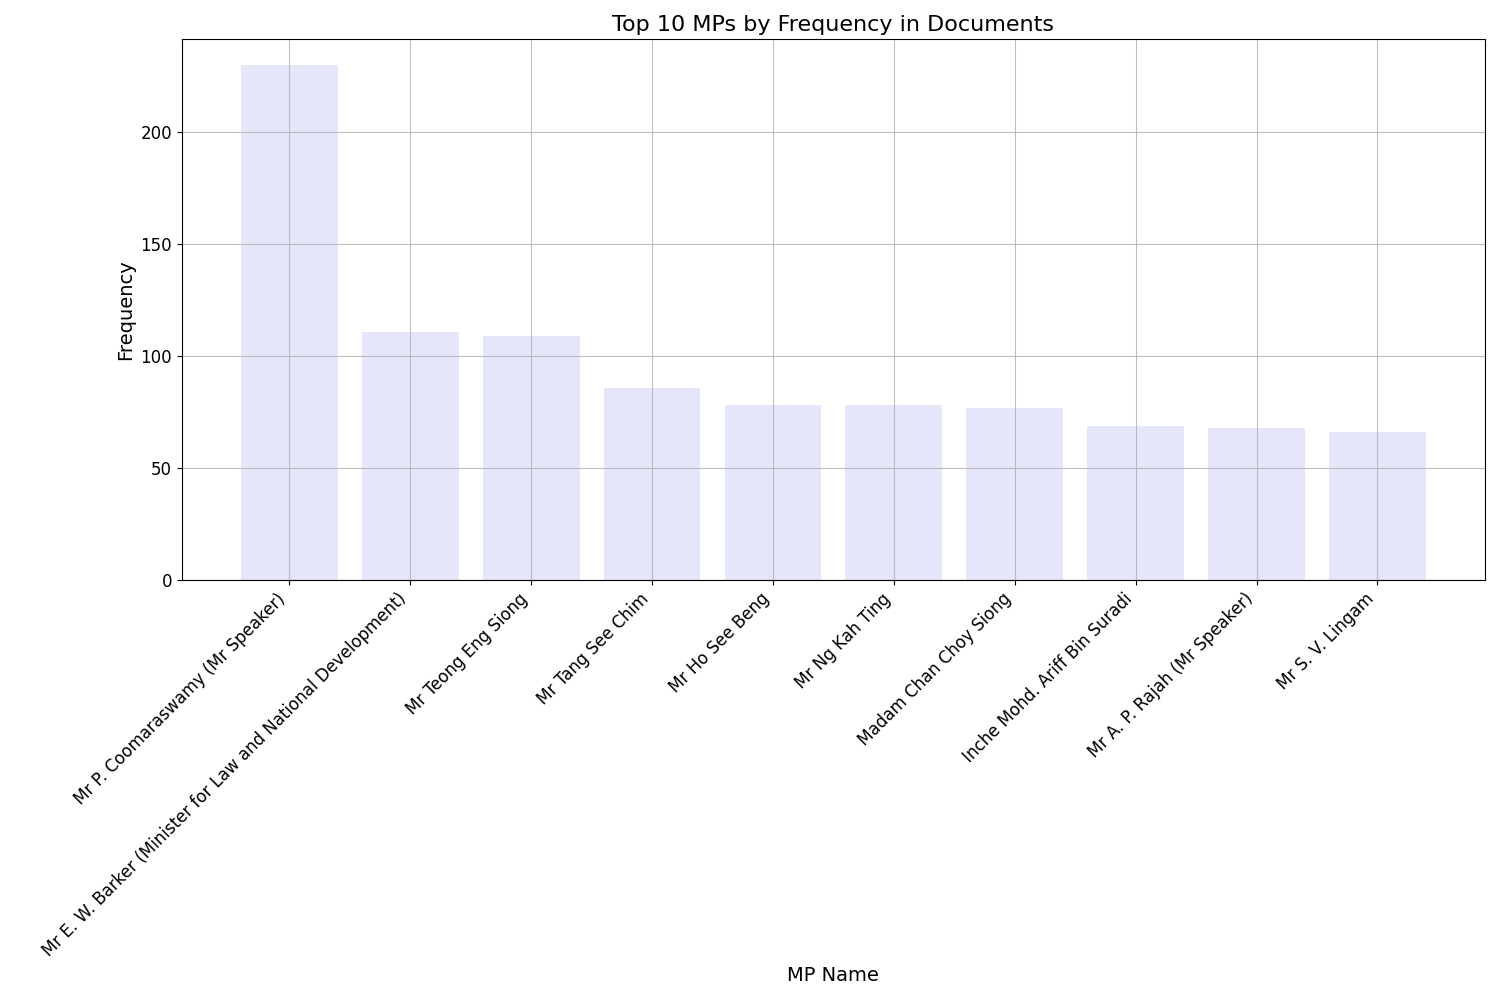 Top 10 MPs by Frequency in Documents
Frequency
200
150
100
50
0
Mr P. Coomaraswamy (Mr Speaker)
Mr E. W. Barker (Minister for Law and National Development)
Mr Teong Eng Siong
Mr Tang See Chim
Mr Ho See Beng
Mr Ng Kah Ting
Madam Chan Choy Siong
Inche Mohd. Ariff Bin Suradi
Mr A. P. Rajah (Mr Speaker)
Mr S. V. Lingam
MP Name